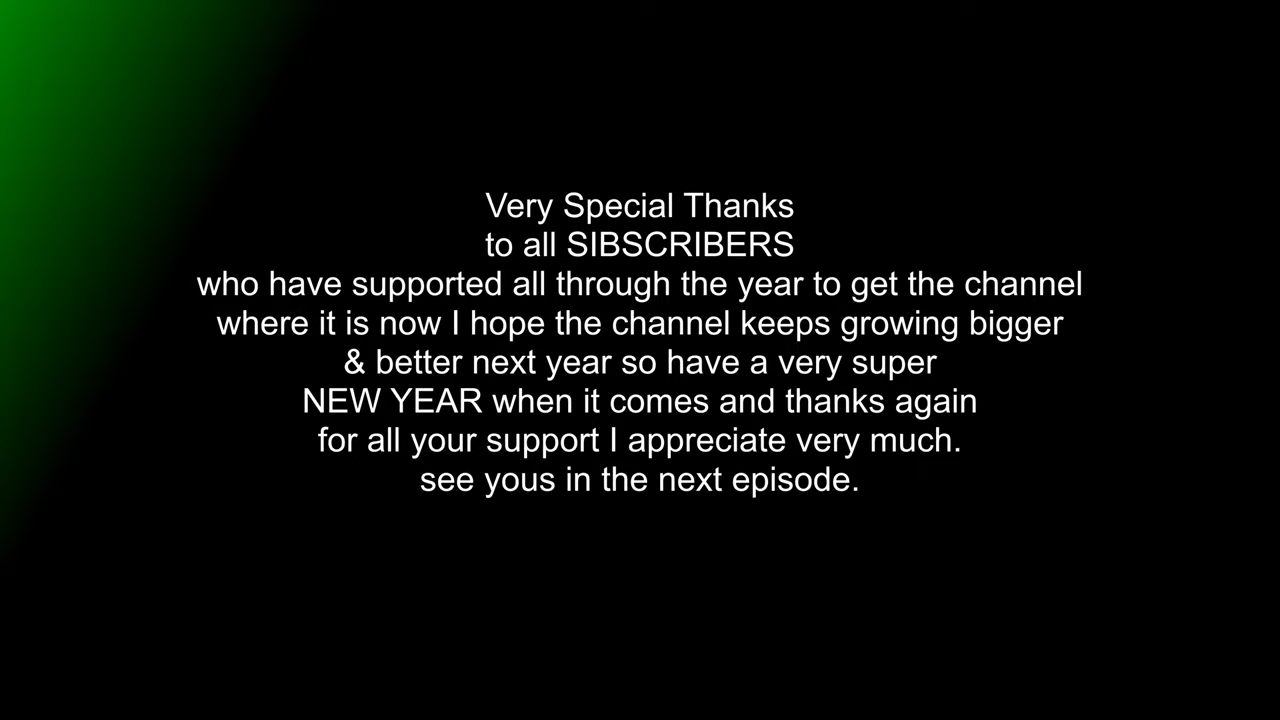 Very Special Thanks
to all SIBSCRIBERS
who have supported all through the year to get the channel
where it is now I hope the channel keeps growing bigger
& better next year so have a very super
NEW YEAR when it comes and thanks again
for all your support I appreciate very much.
see yous in the next episode.